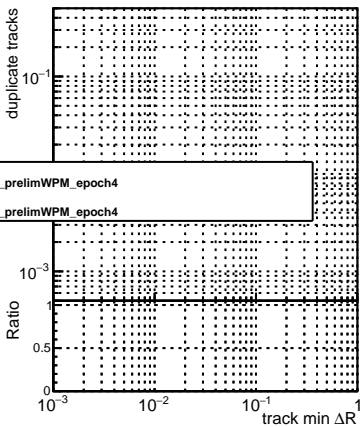 duplicate tracks
10⁻¹
_prelimWPM_epoch4
_prelimWPM_epoch4
10⁻³
Ratio
1
0.5
0
10⁻³ 10⁻² 10⁻¹ 1
track min ΔR